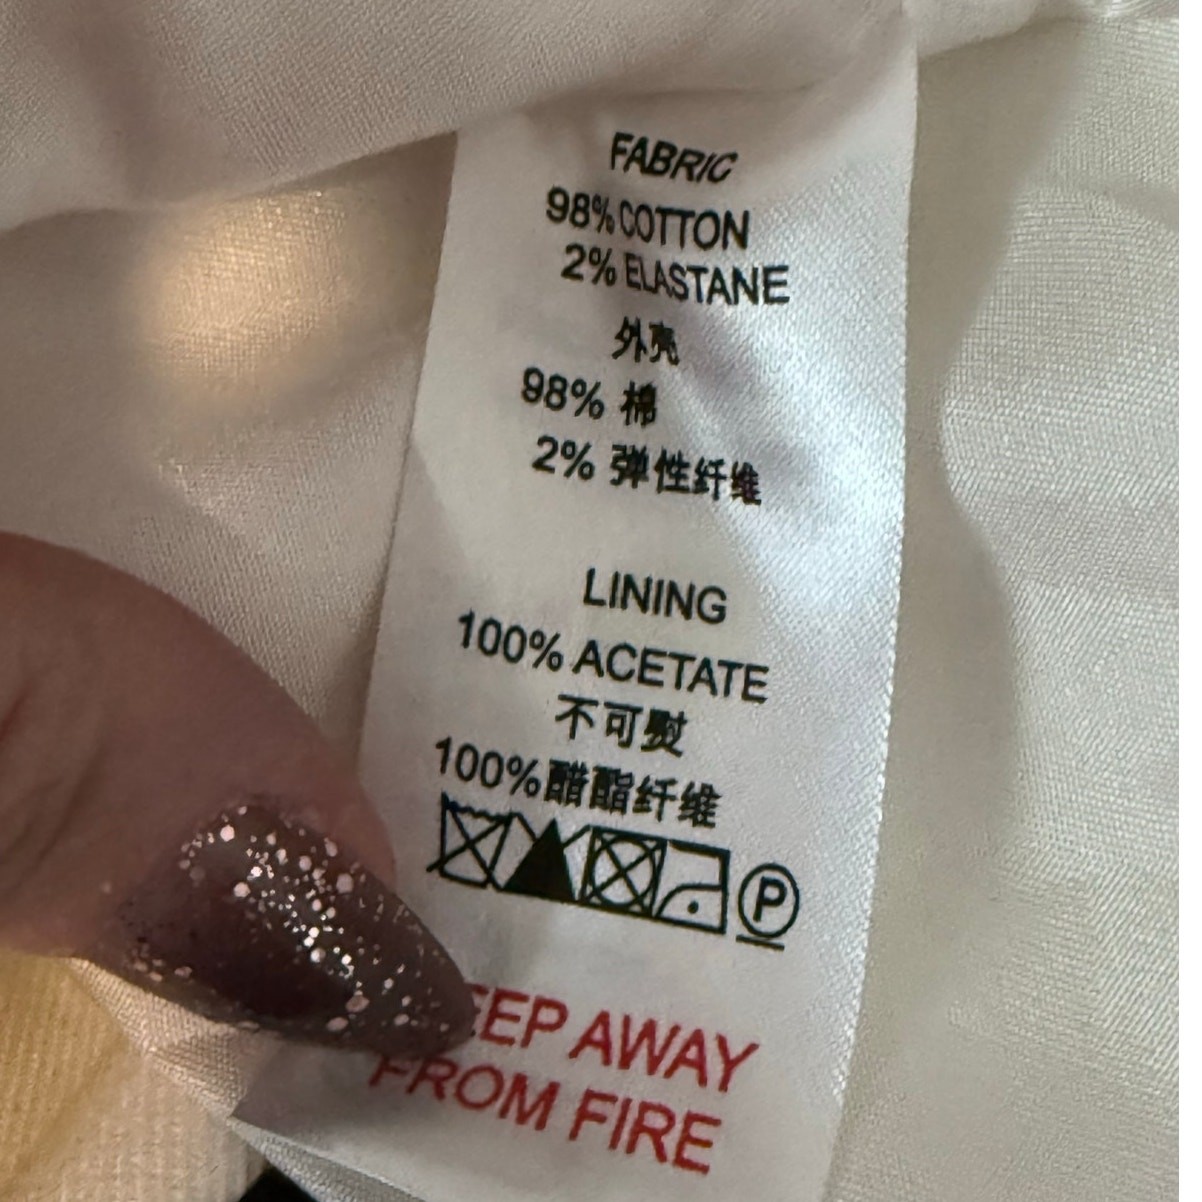 FABRIC
98% COTTON
2% ELASTANE
外壳
98% 棉
2% 弹性纤维
LINING
100% ACETATE
不可熨
100%醋酯纤维
P
EEP AWAY
FROM FIRE